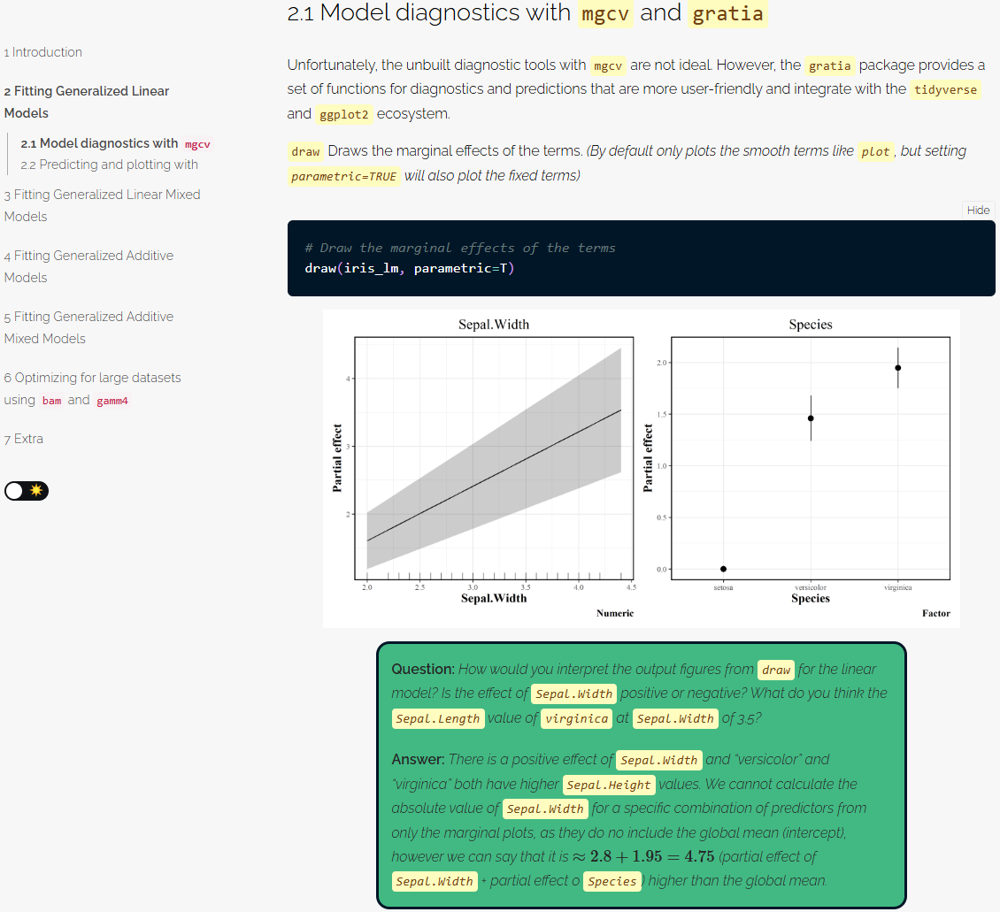 2.1 Model diagnostics with mgcv and gratia
1 Introduction
2 Fitting Generalized Linear
Models
2.1 Model diagnostics with mgcv
2.2 Predicting and plotting with
3 Fitting Generalized Linear Mixed
Models
4 Fitting Generalized Additive
Models
5 Fitting Generalized Additive
Mixed Models
6 Optimizing for large datasets
using bam and gamm4
7 Extra
Unfortunately, the unbuilt diagnostic tools with mgcv are not ideal. However, the gratia package provides a
set of functions for diagnostics and predictions that are more user-friendly and integrate with the tidyverse
and ggplot2 ecosystem.
draw Draws the marginal effects of the terms. (By default only plots the smooth terms like plot, but setting
parametric=TRUE will also plot the fixed terms)
Hide
# Draw the marginal effects of the terms
draw(iris_lm, parametric=T)
Sepal.Width
Partial effect
4
3
2
2.0 2.5 3.0 3.5 4.0 4.5
Sepal.Width
Numeric
Species
Partial effect
2.0
1.5
1.0
0.5
0.0
setosa versicolor virginica
Species
Factor
Question: How would you interpret the output figures from draw for the linear
model? Is the effect of Sepal.Width positive or negative? What do you think the
Sepal.Length value of virginica at Sepal.Width of 3.5?
Answer: There is a positive effect of Sepal.Width and “versicolor” and
“virginica” both have higher Sepal.Height values. We cannot calculate the
absolute value of Sepal.Width for a specific combination of predictors from
only the marginal plots, as they do no include the global mean (intercept),
however we can say that it is ≈ 2.8 + 1.95 = 4.75 (partial effect of
Sepal.Width + partial effect o Species) higher than the global mean.